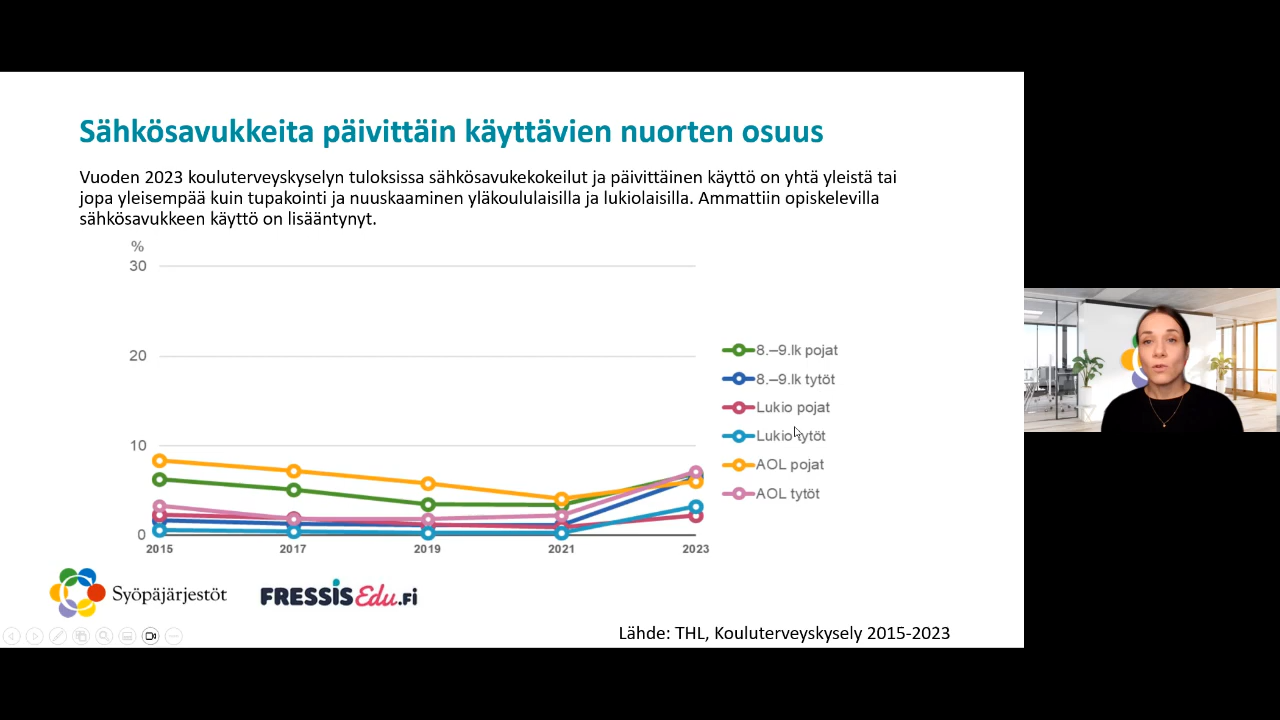 Sähkösavukkeita päivittäin käyttävien nuorten osuus
Vuoden 2023 kouluterveyskyselyn tuloksissa sähkösavukekokeilut ja päivittäinen käyttö on yhtä yleistä tai
jopa yleisempää kuin tupakointi ja nuuskaaminen yläkoululaisilla ja lukiolaisilla. Ammattiin opiskelevilla
sähkösavukkeen käyttö on lisääntynyt.
%
30
20
10
0
2015 2017 2019 2021 2023
8.–9.lk pojat
8.–9.lk tytöt
Lukio pojat
Lukio tytöt
AOL pojat
AOL tytöt
Syöpäjärjestöt
FRESSIS Edu.FI
Lähde: THL, Kouluterveyskysely 2015-2023